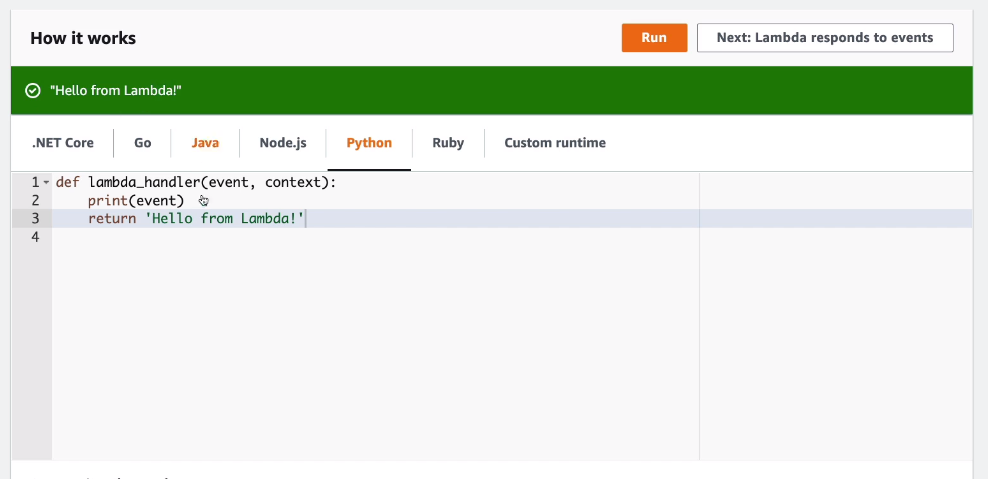 How it works
Run
Next: Lambda responds to events
"Hello from Lambda!"
.NET Core Go Java Node.js Python Ruby Custom runtime
1 def lambda_handler(event, context):
2 print(event)
3 return 'Hello from Lambda!'
4